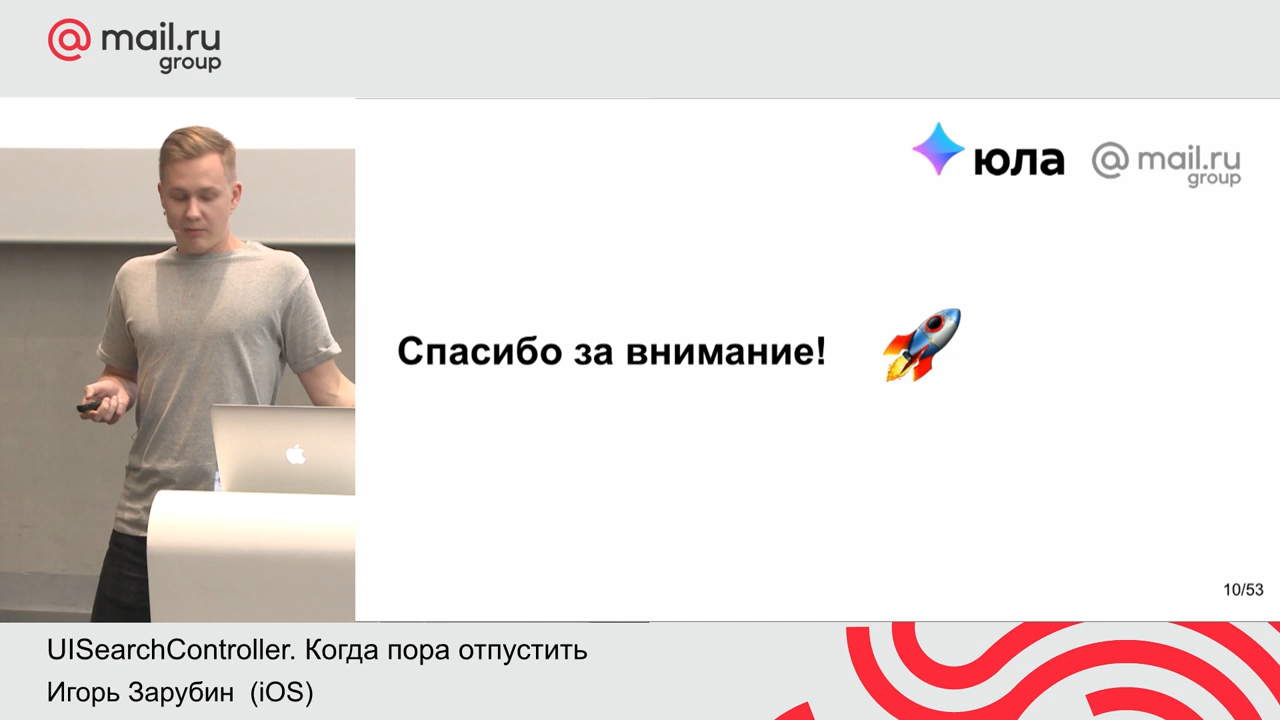 mail.ru
group
юла
mail.ru
group
Спасибо за внимание!
10/53
UISearchController. Когда пора отпустить
Игорь Зарубин (iOS)